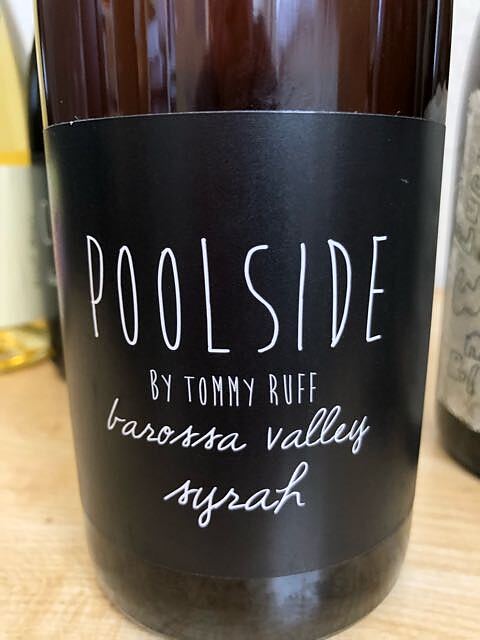 POOLSIDE
BY TOMMY RUFF
barossa valley
syrah